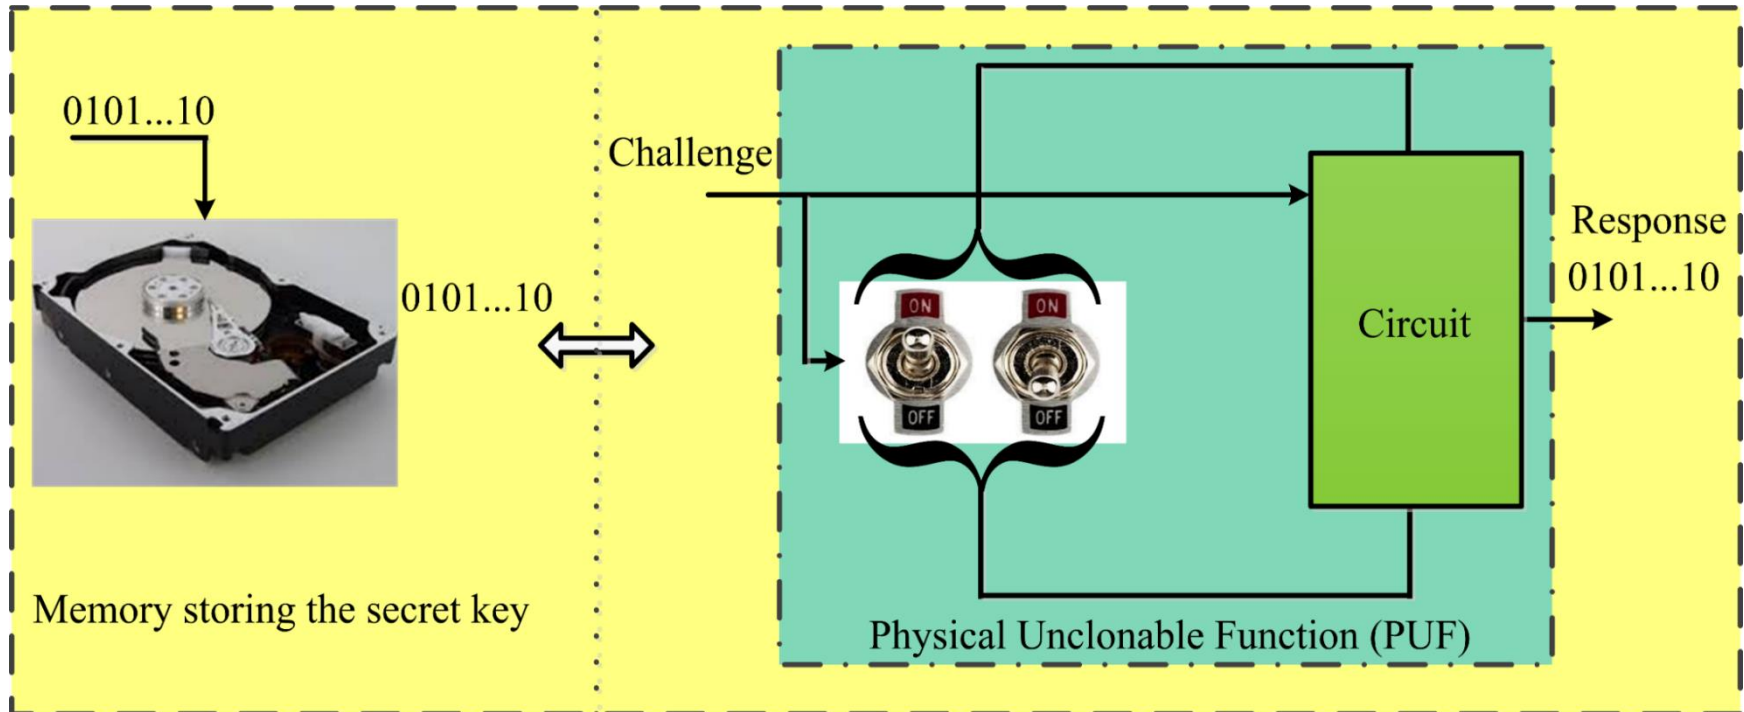 0101...10
0101...10
Memory storing the secret key
Challenge
ON
ON
OFF
OFF
Circuit
Response
0101...10
Physical Unclonable Function (PUF)